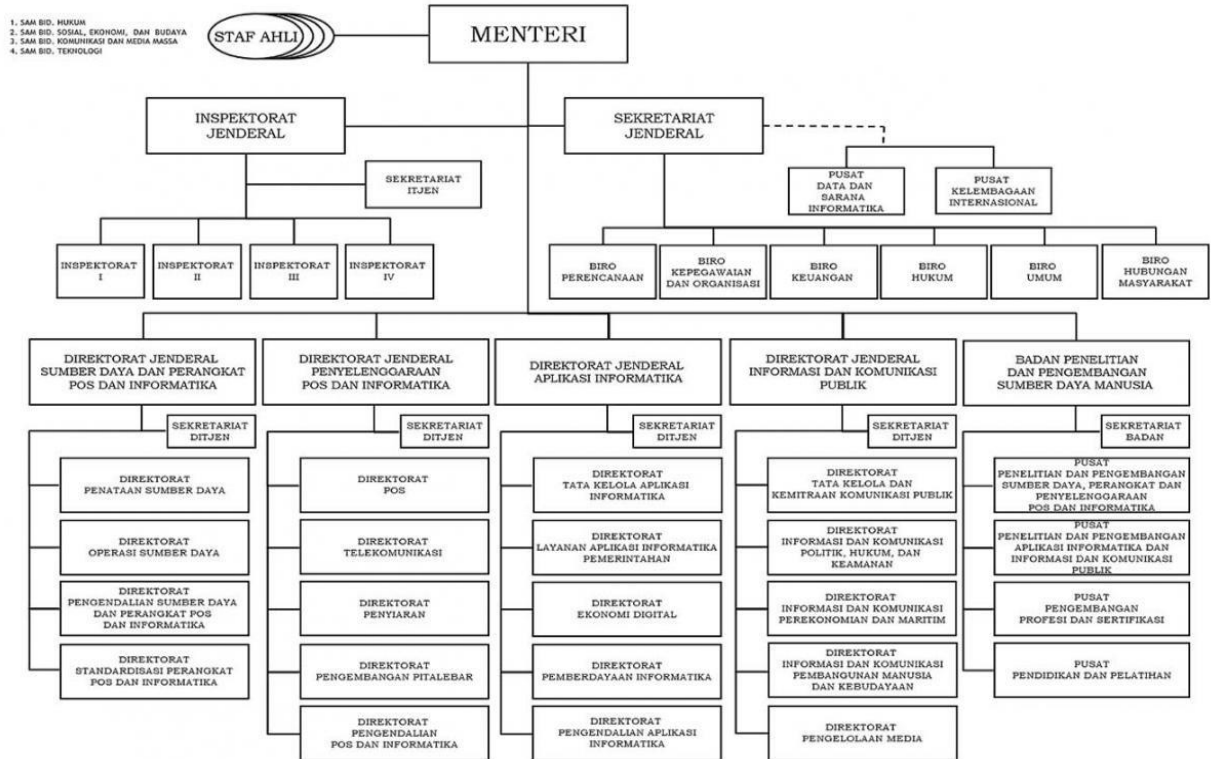 1. SAM BID. HUKUM
2. SAM BID. SOSIAL, EKONOMI, DAN BUDAYA
3. SAM BID. KOMUNIKASI DAN MEDIA MASSA
4. SAM BID. TEKNOLOGI
STAF AHLI
MENTERI
INSPEKTORAT
JENDERAL
SEKRETARIAT
JENDERAL
SEKRETARIAT
ITJEN
PUSAT
DATA DAN
SARANA
INFORMATIKA
PUSAT
KELEMBAGAAN
INTERNASIONAL
INSPEKTORAT
I
INSPEKTORAT
II
INSPEKTORAT
III
INSPEKTORAT
IV
BIRO
PERENCANAAN
BIRO
KEPEGAWAIAN
DAN ORGANISASI
BIRO
KEUANGAN
BIRO
HUKUM
BIRO
UMUM
BIRO
HUBUNGAN
MASYARAKAT
DIREKTORAT JENDERAL
SUMBER DAYA DAN PERANGKAT
POS DAN INFORMATIKA
DIREKTORAT JENDERAL
PENYELENGGARAAN
POS DAN INFORMATIKA
DIREKTORAT JENDERAL
APLIKASI INFORMATIKA
DIREKTORAT JENDERAL
INFORMASI DAN KOMUNIKASI
PUBLIK
BADAN PENELITIAN
DAN PENGEMBANGAN
SUMBER DAYA MANUSIA
SEKRETARIAT
DITJEN
DIREKTORAT
PENATAAN SUMBER DAYA
DIREKTORAT
OPERASI SUMBER DAYA
DIREKTORAT
PENGENDALIAN SUMBER DAYA
DAN PERANGKAT POS
DAN INFORMATIKA
DIREKTORAT
STANDARDISASI PERANGKAT
POS DAN INFORMATIKA
SEKRETARIAT
DITJEN
DIREKTORAT
POS
DIREKTORAT
TELEKOMUNIKASI
DIREKTORAT
PENYIARAN
DIREKTORAT
PENGEMBANGAN PITALEBAR
DIREKTORAT
PENGENDALIAN
POS DAN INFORMATIKA
SEKRETARIAT
DITJEN
DIREKTORAT
TATA KELOLA APLIKASI
INFORMATIKA
DIREKTORAT
LAYANAN APLIKASI INFORMATIKA
PEMERINTAHAN
DIREKTORAT
EKONOMI DIGITAL
DIREKTORAT
PEMBERDAYAAN INFORMATIKA
DIREKTORAT
PENGENDALIAN APLIKASI
INFORMATIKA
SEKRETARIAT
DITJEN
DIREKTORAT
TATA KELOLA DAN
KEMITRAAN KOMUNIKASI PUBLIK
DIREKTORAT
INFORMASI DAN KOMUNIKASI
POLITIK, HUKUM, DAN
KEAMANAN
DIREKTORAT
INFORMASI DAN KOMUNIKASI
PEREKONOMIAN DAN MARITIM
DIREKTORAT
INFORMASI DAN KOMUNIKASI
PEMBANGUNAN MANUSIA
DAN KEBUDAYAAN
DIREKTORAT
PENGELOLAAN MEDIA
SEKRETARIAT
BADAN
PUSAT
PENELITIAN DAN PENGEMBANGAN
SUMBER DAYA, PERANGKAT DAN
PENYELENGGARAAN
POS DAN INFORMATIKA
PUSAT
PENELITIAN DAN PENGEMBANGAN
APLIKASI INFORMATIKA DAN
INFORMASI DAN KOMUNIKASI
PUBLIK
PUSAT
PENGEMBANGAN
PROFESI DAN SERTIFIKASI
PUSAT
PENDIDIKAN DAN PELATIHAN